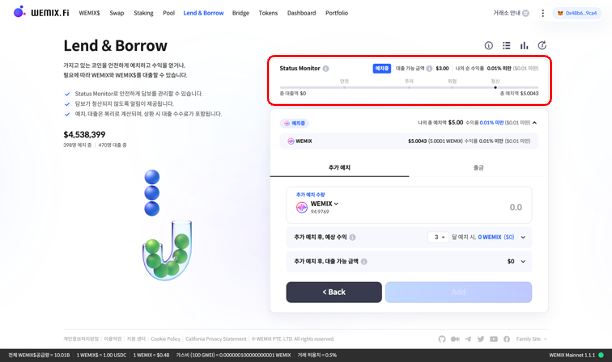 WEMIX.Fi
WEMIX$ Swap Staking Pool Lend & Borrow Bridge Tokens Dashboard Portfolio
거래소 안내
0x48b6...9ca4
Lend & Borrow
가지고 있는 코인을 안전하게 예치하고 수익을 얻거나,
필요에 따라 WEMIX와 WEMIX$를 대출할 수 있습니다.
Status Monitor로 안전하게 담보를 관리할 수 있습니다.
담보가 청산되지 않도록 알림이 제공됩니다.
예치, 대출은 복리로 계산되며, 상환 시 대출 수수료가 포함됩니다.
$4,538,399
398명 예치 중 | 470명 대출 중
Status Monitor
예치중 대출 가능 금액 $3.00 나의 순 수익률 0.01% 미만 ($0.01 미만)
안전 주의 위험 청산
총 대출액 $0
총 예치액 $5.0043
예치중
나의 총 예치액 $5.00 수익률 0.01% 미만 ($0.01 미만)
WEMIX
$5.0043 (5.0001 WEMIX) 수익률 0.01% 미만 ($0.01 미만)
추가 예치
출금
추가 예치 수량
WEMIX
94.9769
0.0
추가 예치 후, 예상 수익
3 달 예치 시, 0 WEMIX ($0)
추가 예치 후, 대출 가능 금액
$0
< Back
Add
개인정보처리방침 | 이용약관 | 지원 센터 | Cookie Policy | California Privacy Statement | © WEMIX PTE. LTD. All rights reserved.
Family Site
전체 WEMIX$공급량 = 10.01B 1 WEMIX$ = 1.00 USDC 1 WEMIX = $0.48 가스비 (100 GWEI) = 0.000000100000000000 WEMIX 거래 허용치 = 0.5%
WEMIX Mainnet 1.1.1